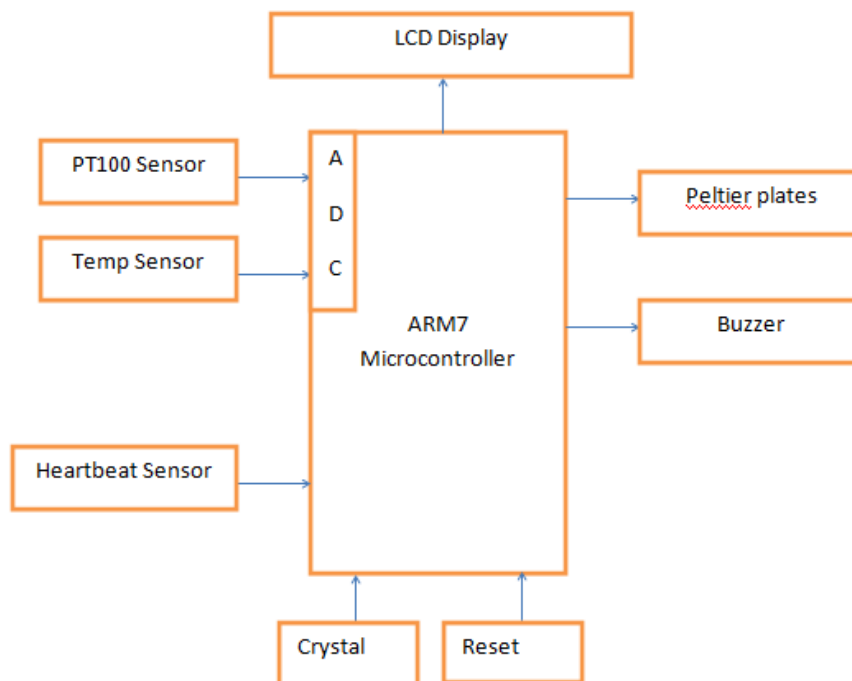 LCD Display
PT100 Sensor
A
D
C
Temp Sensor
Peltier plates
Buzzer
ARM7
Microcontroller
Heartbeat Sensor
Crystal
Reset